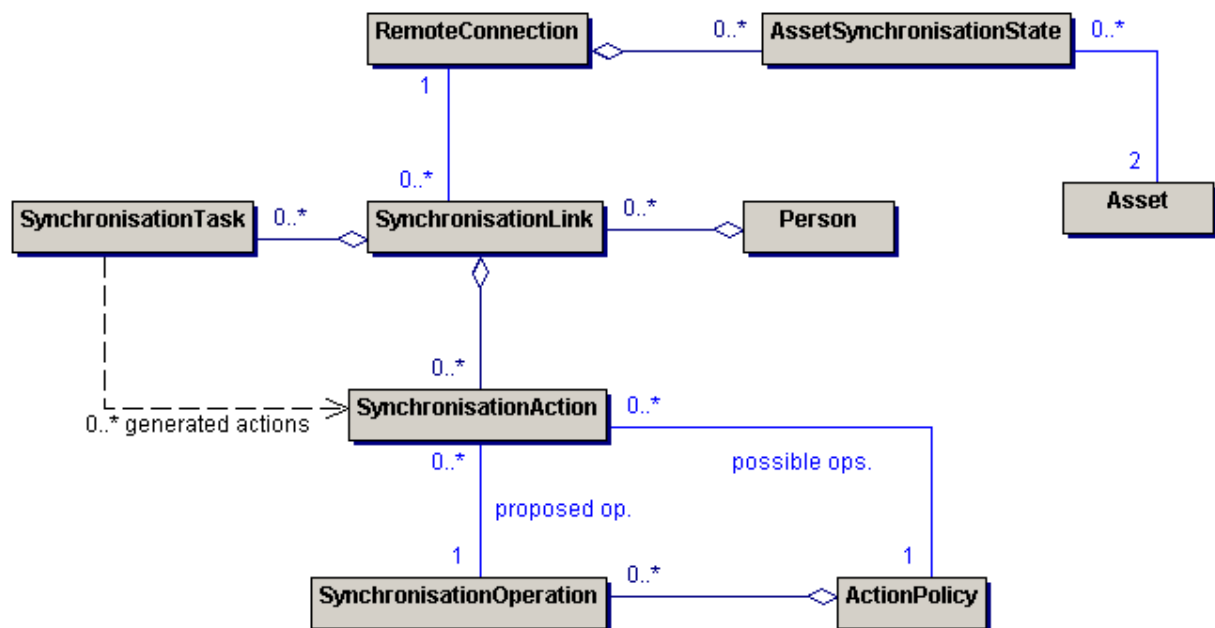 RemoteConnection
0..*
AssetSynchronisationState
0..*
1
2
0..*
Asset
SynchronisationTask
0..*
SynchronisationLink
0..*
Person
0..*
SynchronisationAction
0..*
0..* generated actions
0..*
possible ops.
proposed op.
1
1
SynchronisationOperation
0..*
ActionPolicy